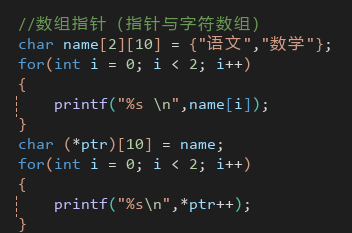 //数组指针 (指针与字符数组)
char name[2][10] = {"语文","数学"};
for(int i = 0; i < 2; i++)
{
    printf("%s \n",name[i]);
}
char (*ptr)[10] = name;
for(int i = 0; i < 2; i++)
{
    printf("%s\n",*ptr++);
}